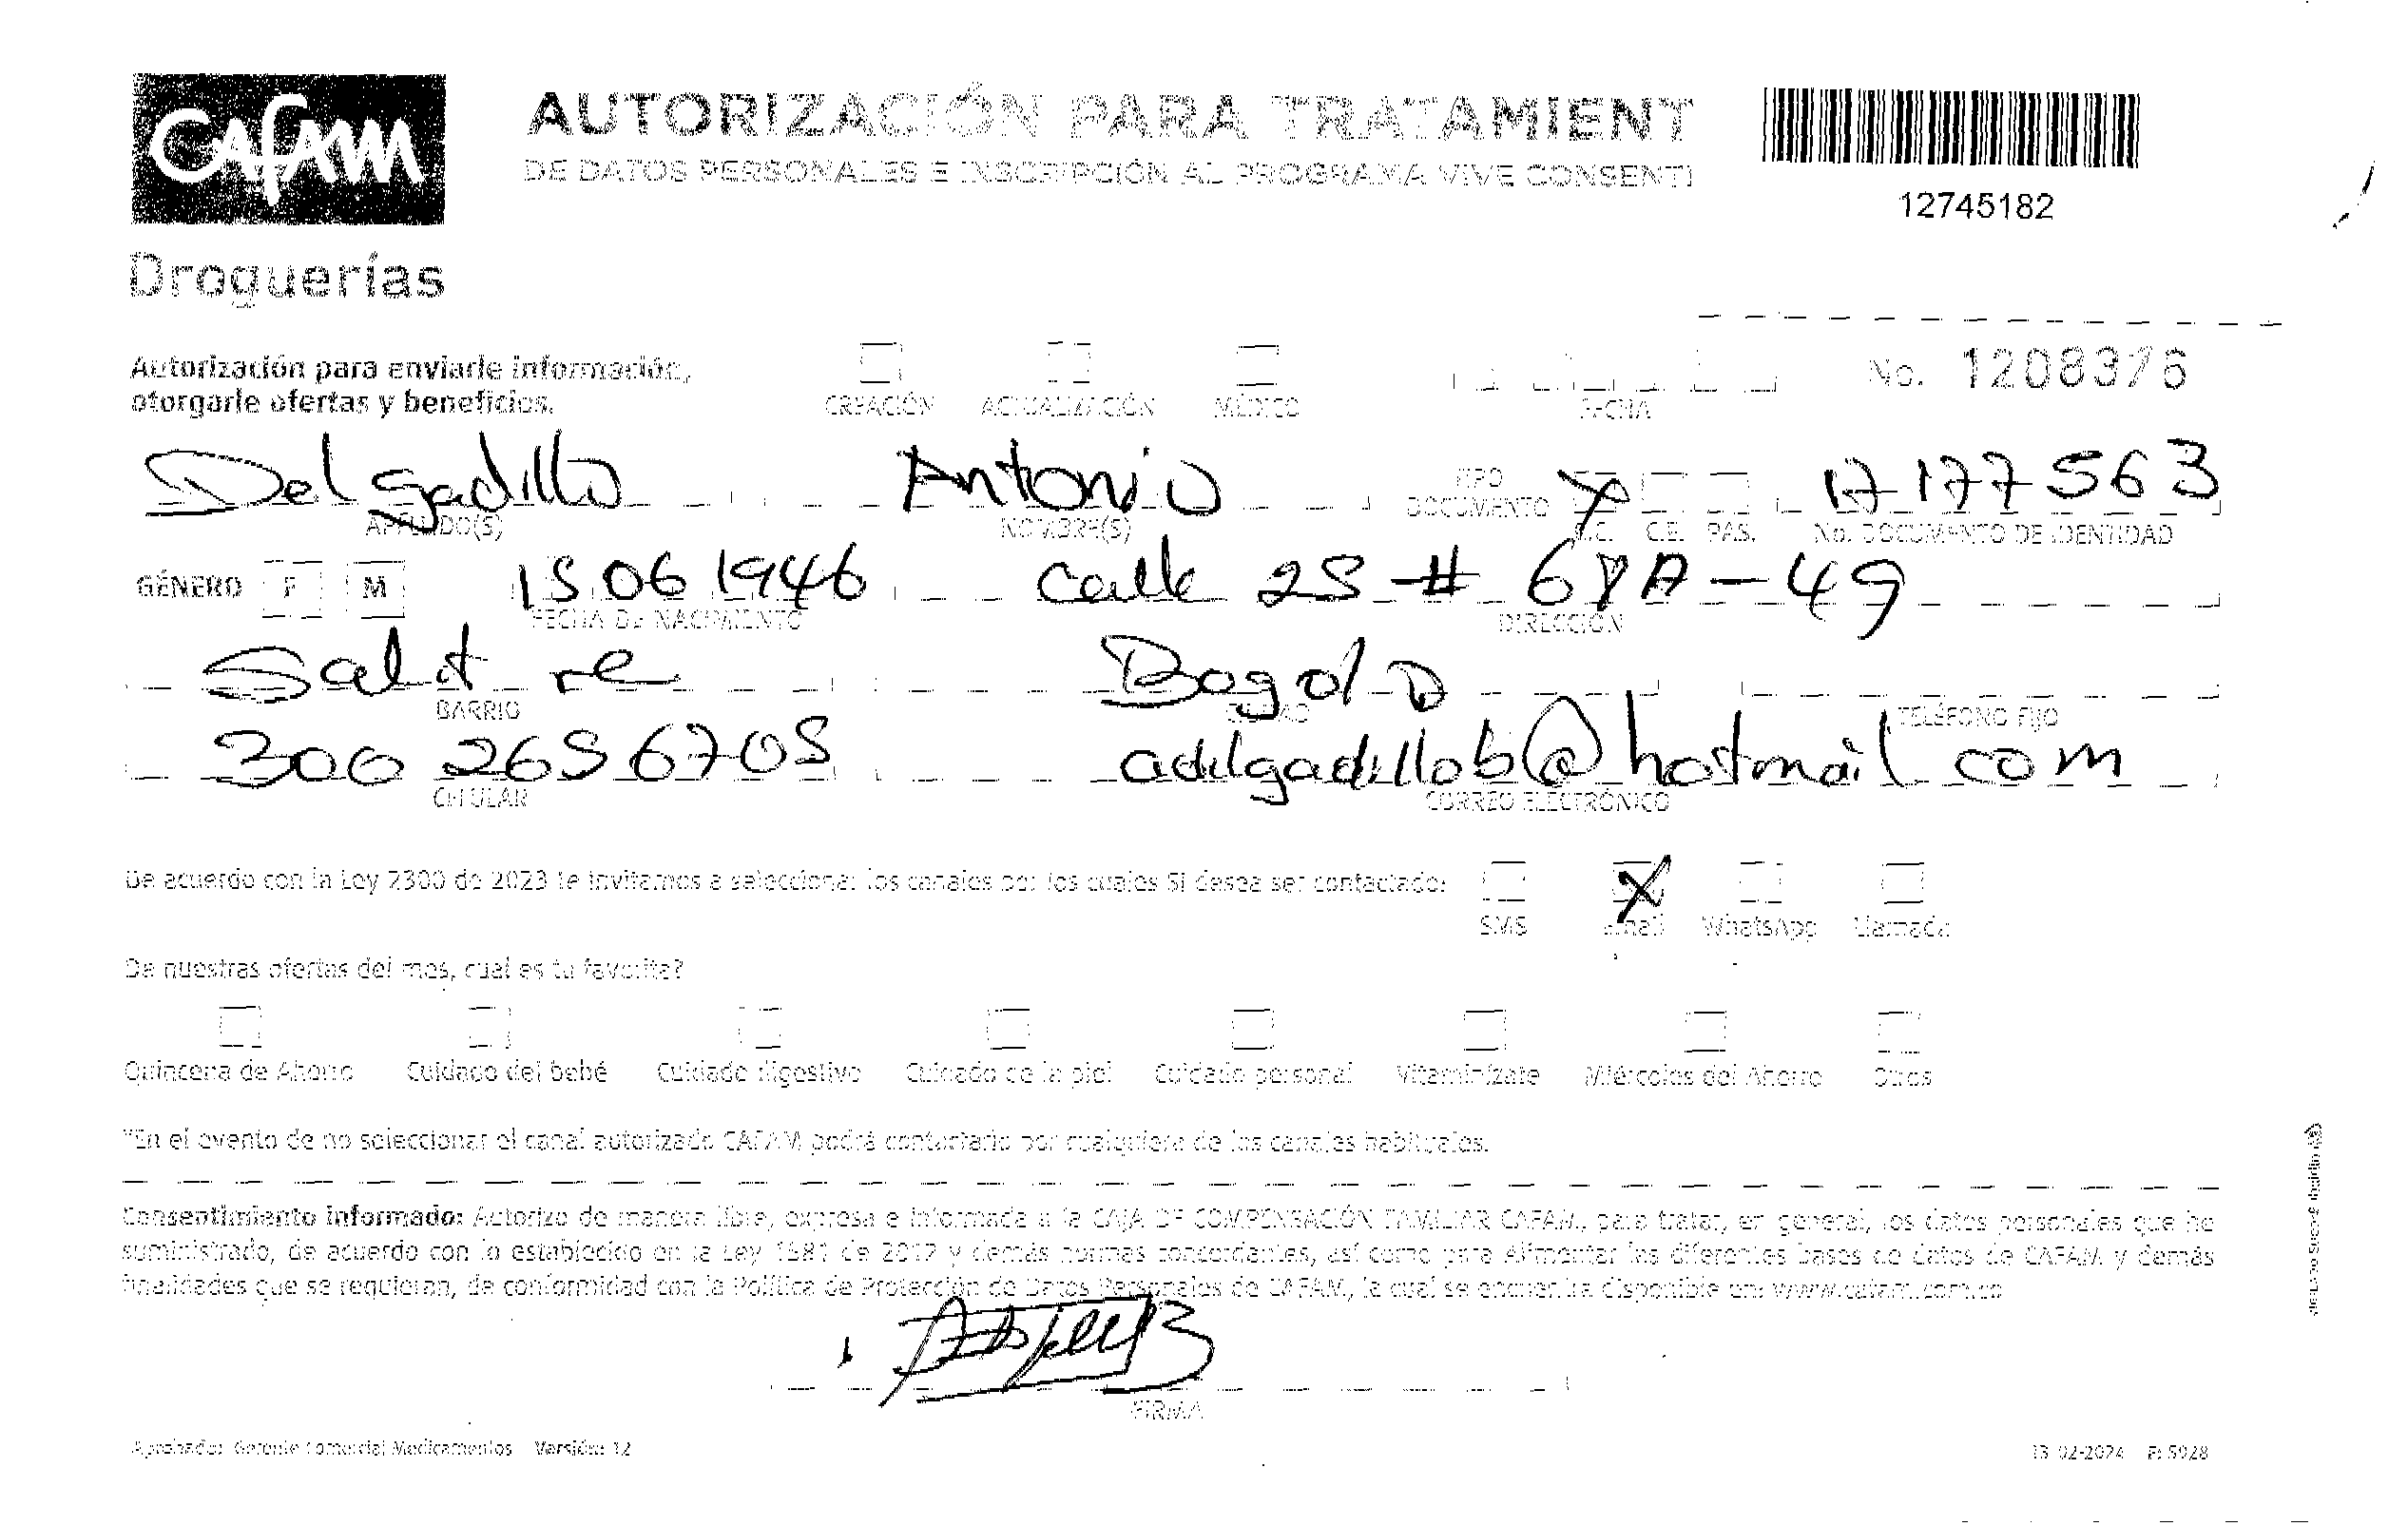 CAFAM
Droguerías
AUTORIZACIÓN PARA TRATAMIENT
DE DATOS PERSONALES E INSCRIPCIÓN AL PROGRAMA VIVE CONSENTI
12745182
Autorización para enviarle información,
otorgarle ofertas y beneficios.
CREACIÓN ACTUALIZACIÓN MÉDICO FECHA No. 1208376
Delgadillo Antonio TIPO DOCUMENTO X 17177563
APELLIDO(S) NOMBRE(S) C.C. C.E. PAS. No. DOCUMENTO DE IDENTIDAD
GÉNERO F M 15061946 calle 25 # 68A-49
FECHA DE NACIMIENTO DIRECCIÓN
Salitre Bogotá
BARRIO CIUDAD TELÉFONO FIJO
300 2656705 adelgadillob@hotmail com
CELULAR CORREO ELECTRÓNICO
De acuerdo con la Ley 2300 de 2023 te invitamos a seleccionar los canales por los cuales SI desea ser contactado:
SMS X Email WhatsApp Llamada
De nuestras ofertas del mes, cual es tu favorita?
Quincena de Ahorro Cuidado del bebé Cuidado digestivo Cuidado de la piel Cuidado personal Vitamínizate Miércoles del Ahorro Otros
*En el evento de no seleccionar el canal autorizado CAFAM podrá contactarlo por cualquiera de los canales habituales.
Consentimiento informado: Autorizo de manera libre, expresa e informada a la CAJA DE COMPENSACIÓN FAMILIAR CAFAM, para tratar, en general, los datos personales que he
suministrado, de acuerdo con lo establecido en la Ley 1581 de 2012 y demás normas concordantes, así como para Alimentar las diferentes bases de datos de CAFAM y demás
finalidades que se requieran, de conformidad con la Política de Protección de Datos Personales de CAFAM, la cual se encuentra disponible en: www.cafam.com.co
FIRMA
Aprobado: Gerente Comercial Medicamentos Versión: 12
13-02-2024 F: 5928